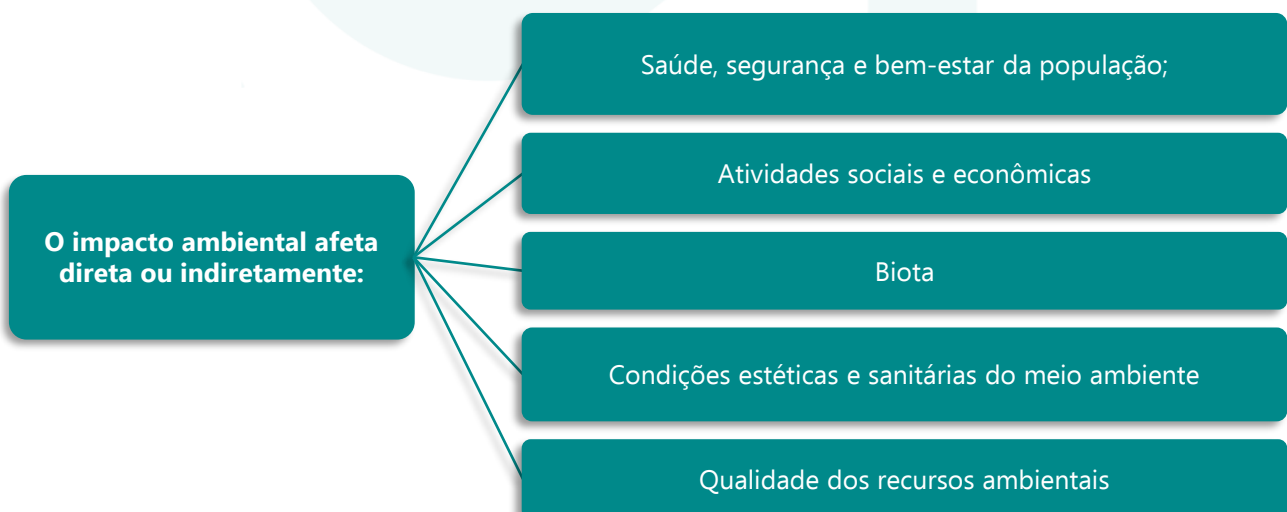 Saúde, segurança e bem-estar da população;
Atividades sociais e econômicas
O impacto ambiental afeta
direta ou indiretamente:
Biota
Condições estéticas e sanitárias do meio ambiente
Qualidade dos recursos ambientais